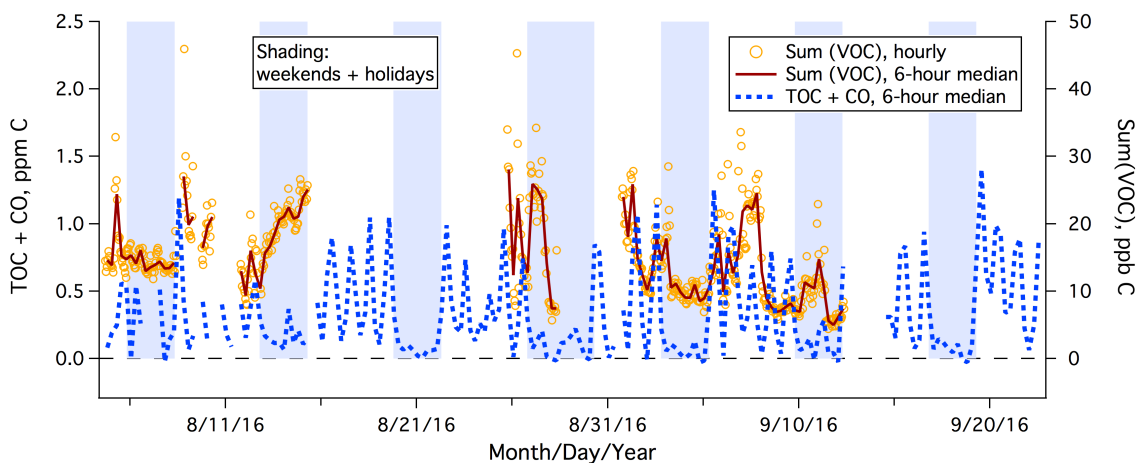 2.5
2.0
1.5
1.0
0.5
0.0
TOC + CO, ppm C
Shading:
weekends + holidays
Sum (VOC), hourly
Sum (VOC), 6-hour median
TOC + CO, 6-hour median
50
40
30
20
10
0
Sum(VOC), ppb C
8/11/16
8/21/16
8/31/16
9/10/16
9/20/16
Month/Day/Year